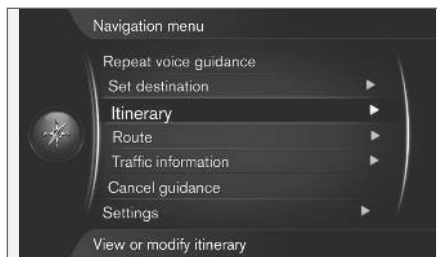 Navigation menu
Repeat voice guidance
Set destination
Itinerary
Route
Traffic information
Cancel guidance
Settings
View or modify itinerary